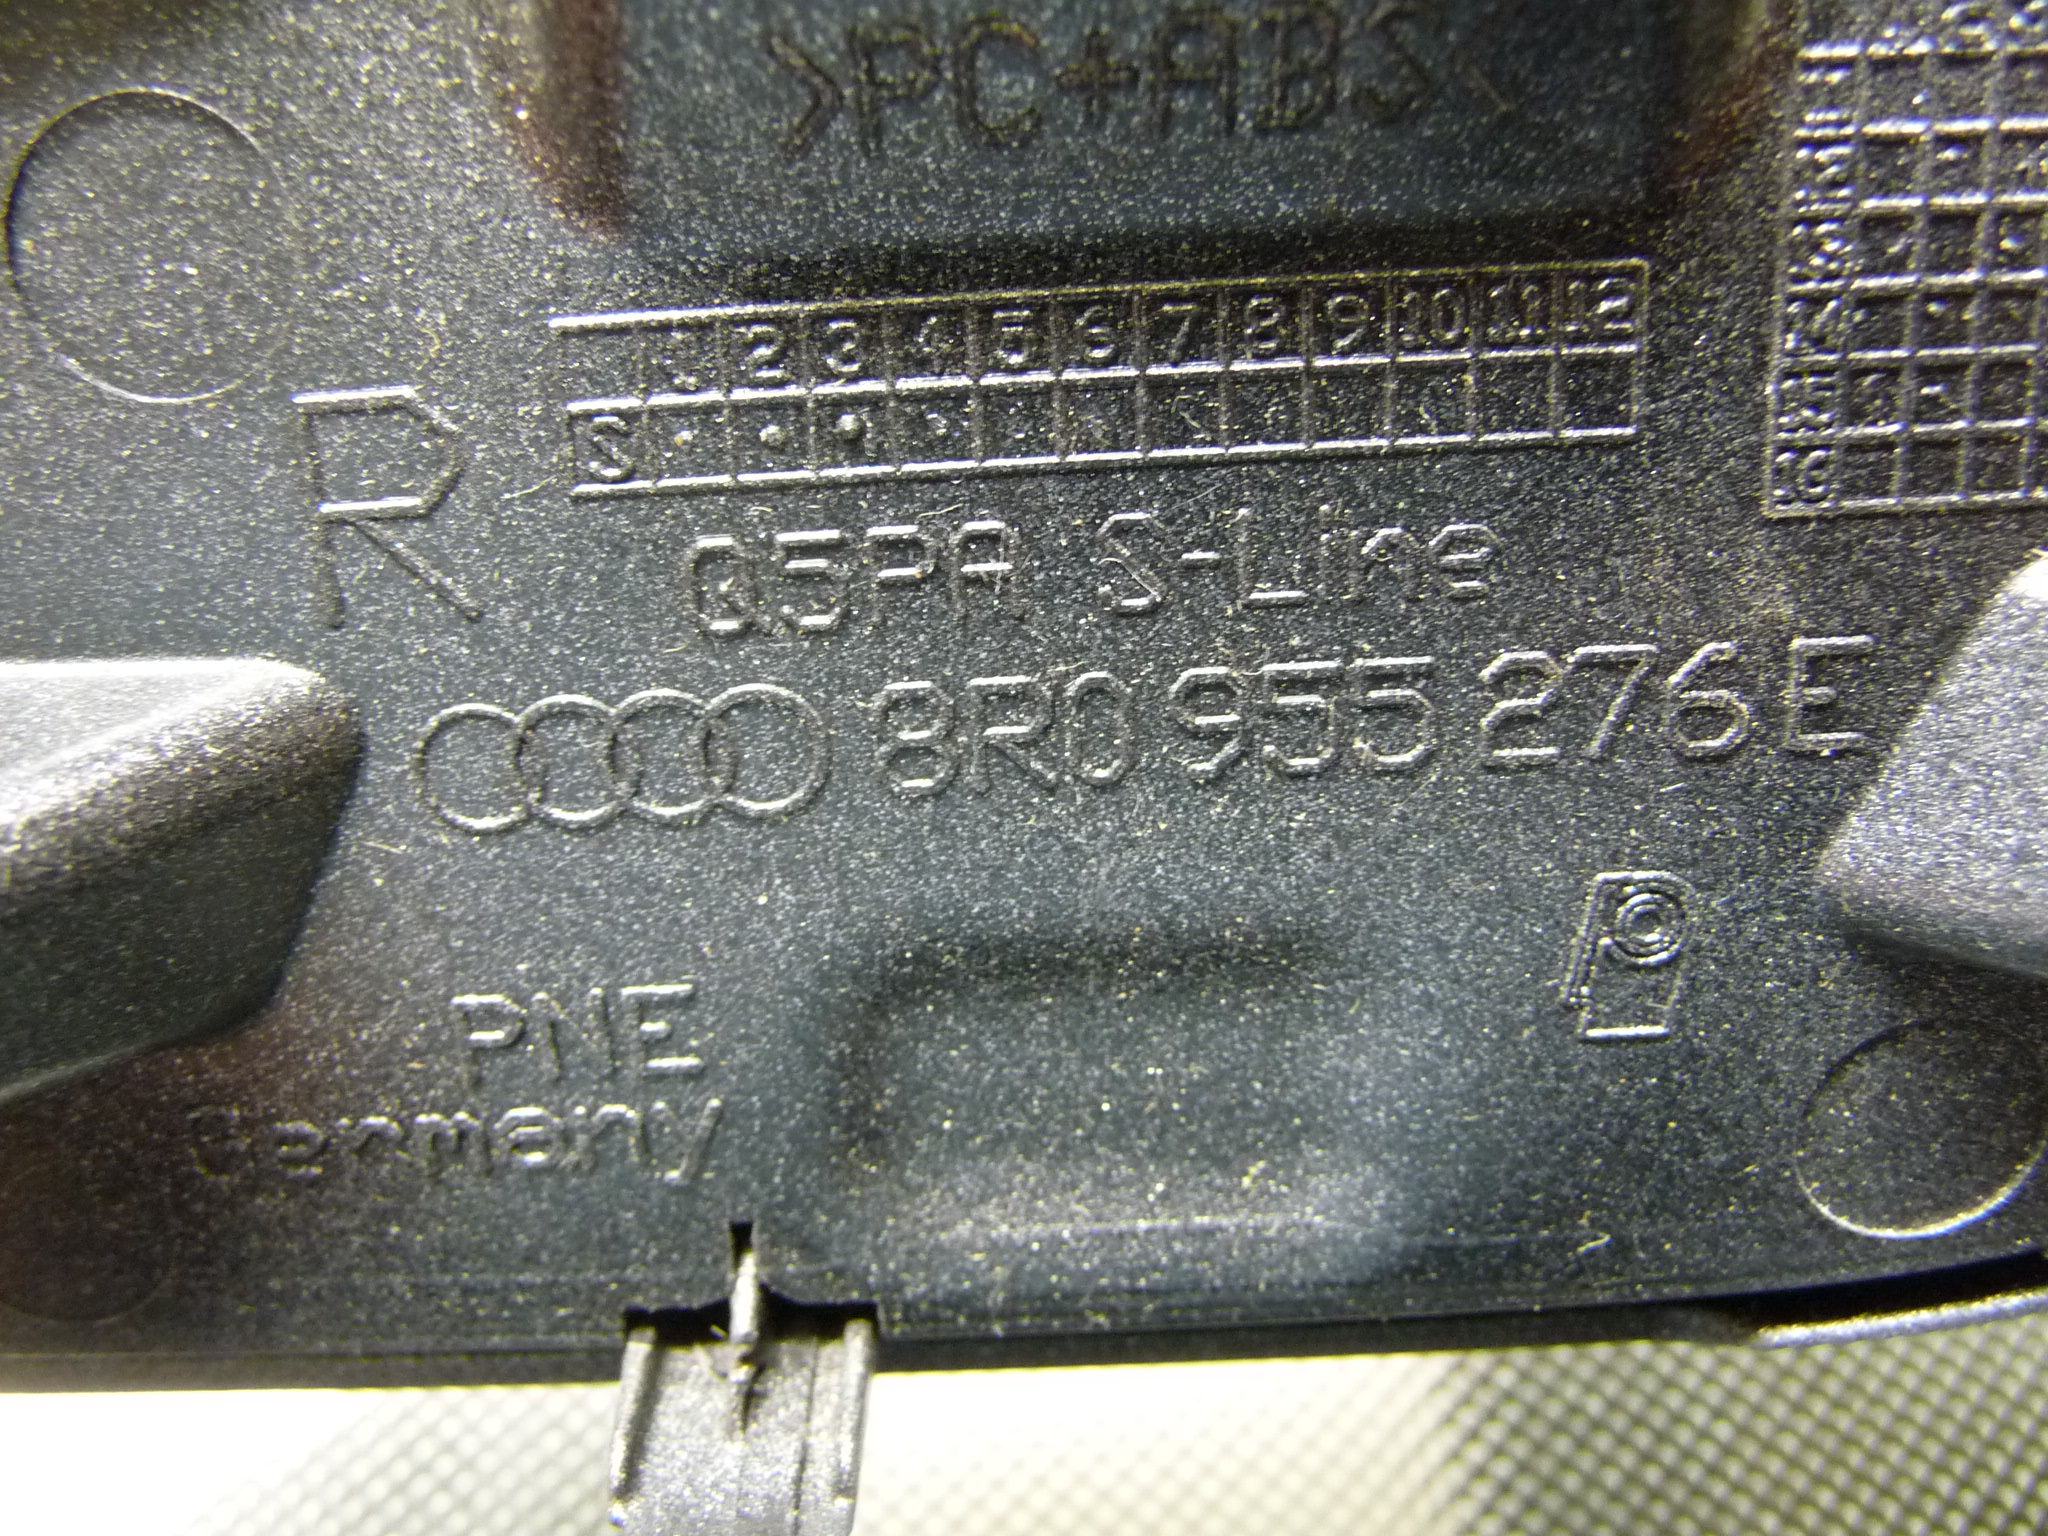 >PC+ABS<
1 2 3 4 5 6 7 8 9 10 11 12
S
R
Q5PA S-Line
8R0 955 276 E
PNE
Germany